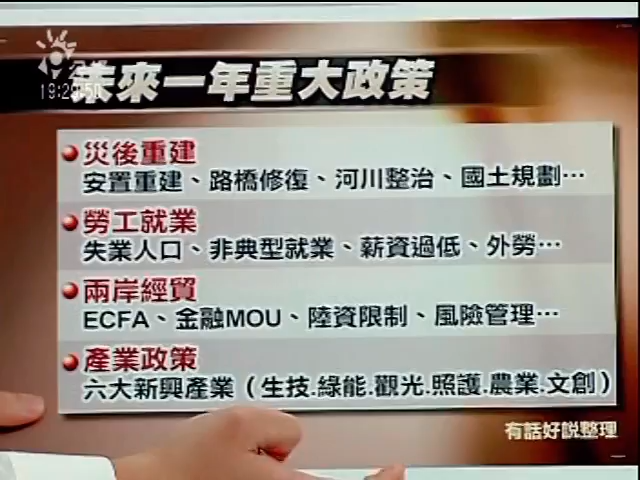 未來一年重大政策
災後重建
安置重建、路橋修復、河川整治、國土規劃…
勞工就業
失業人口、非典型就業、薪資過低、外勞…
兩岸經貿
ECFA、金融MOU、陸資限制、風險管理…
產業政策
六大新興產業（生技.綠能.觀光.照護.農業.文創）
有話好說整理